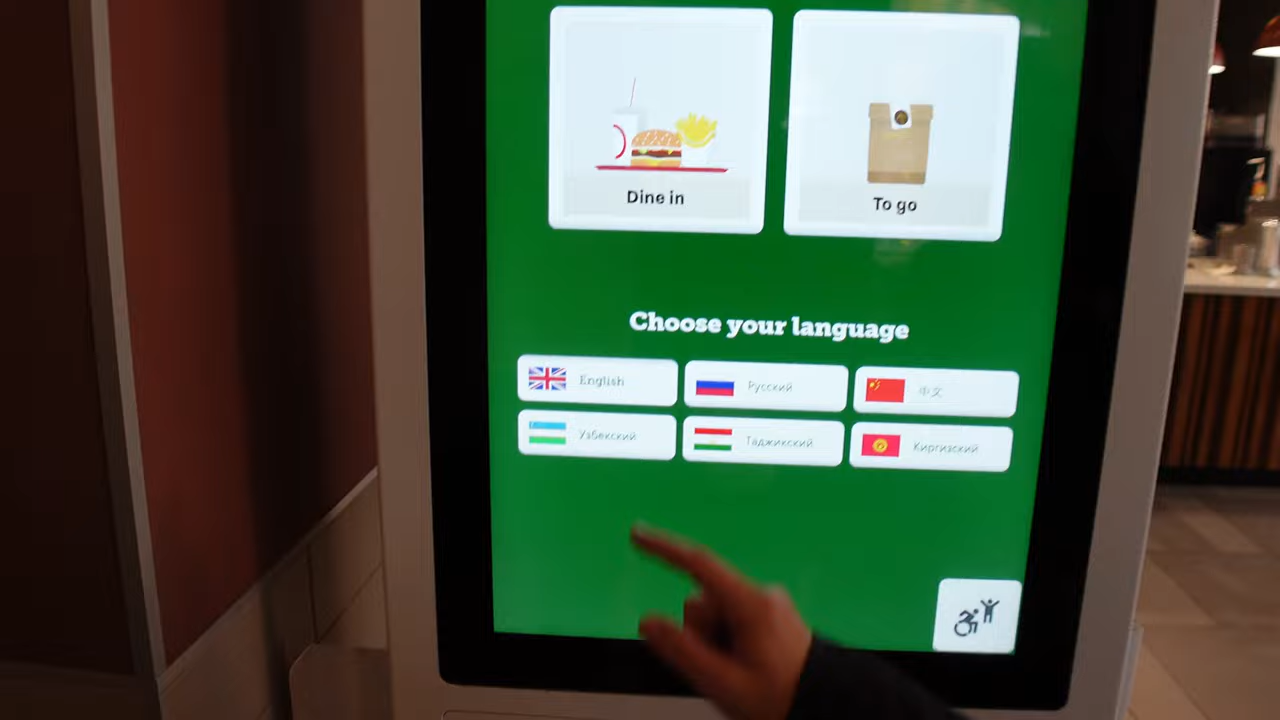 Dine in
To go
Choose your language
English
Русский
中文
Узбекский
Таджикский
Киргизский